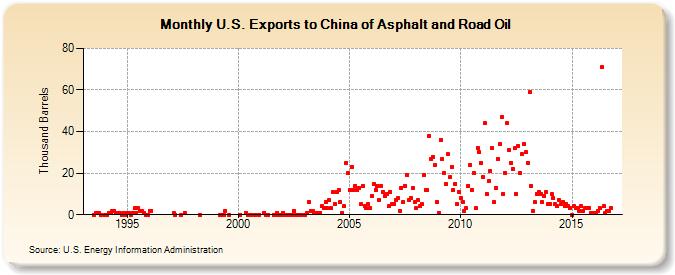 Monthly U.S. Exports to China of Asphalt and Road Oil
Thousand Barrels
80
60
40
20
0
1995 2000 2005 2010 2015
Source: U.S. Energy Information Administration